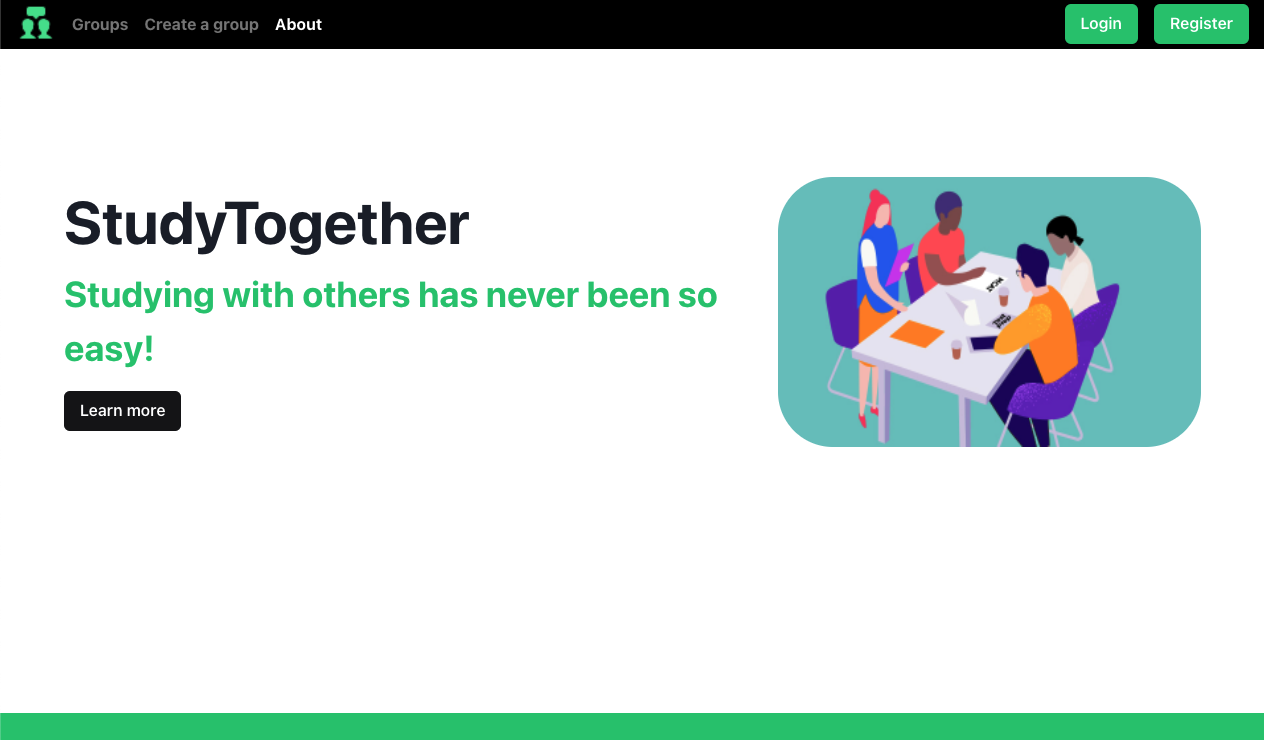 Groups Create a group About Login Register
StudyTogether
Studying with others has never been so
easy!
Learn more